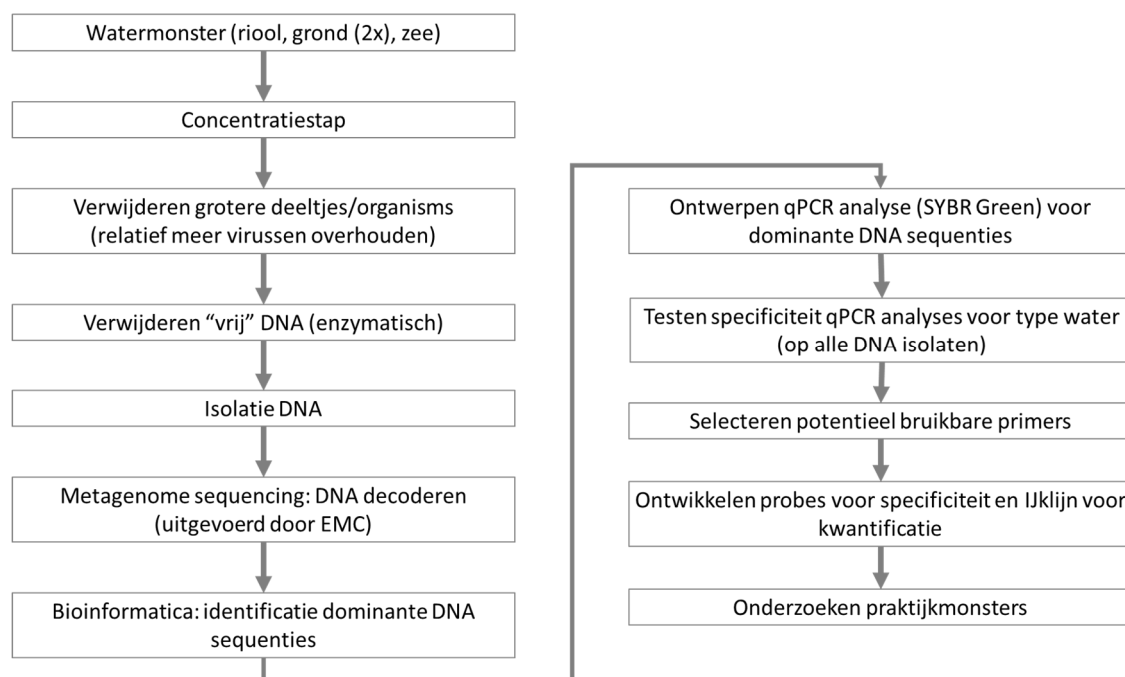 Watermonster (riool, grond (2x), zee)
Concentratiestap
Verwijderen grotere deeltjes/organisms
(relatief meer virussen overhouden)
Verwijderen “vrij” DNA (enzymatisch)
Isolatie DNA
Metagenome sequencing: DNA decoderen
(uitgevoerd door EMC)
Bioinformatica: identificatie dominante DNA
sequenties
Ontwerpen qPCR analyse (SYBR Green) voor
dominante DNA sequenties
Testen specificiteit qPCR analyses voor type water
(op alle DNA isolaten)
Selecteren potentieel bruikbare primers
Ontwikkelen probes voor specificiteit en IJklijn voor
kwantificatie
Onderzoeken praktijkmonsters